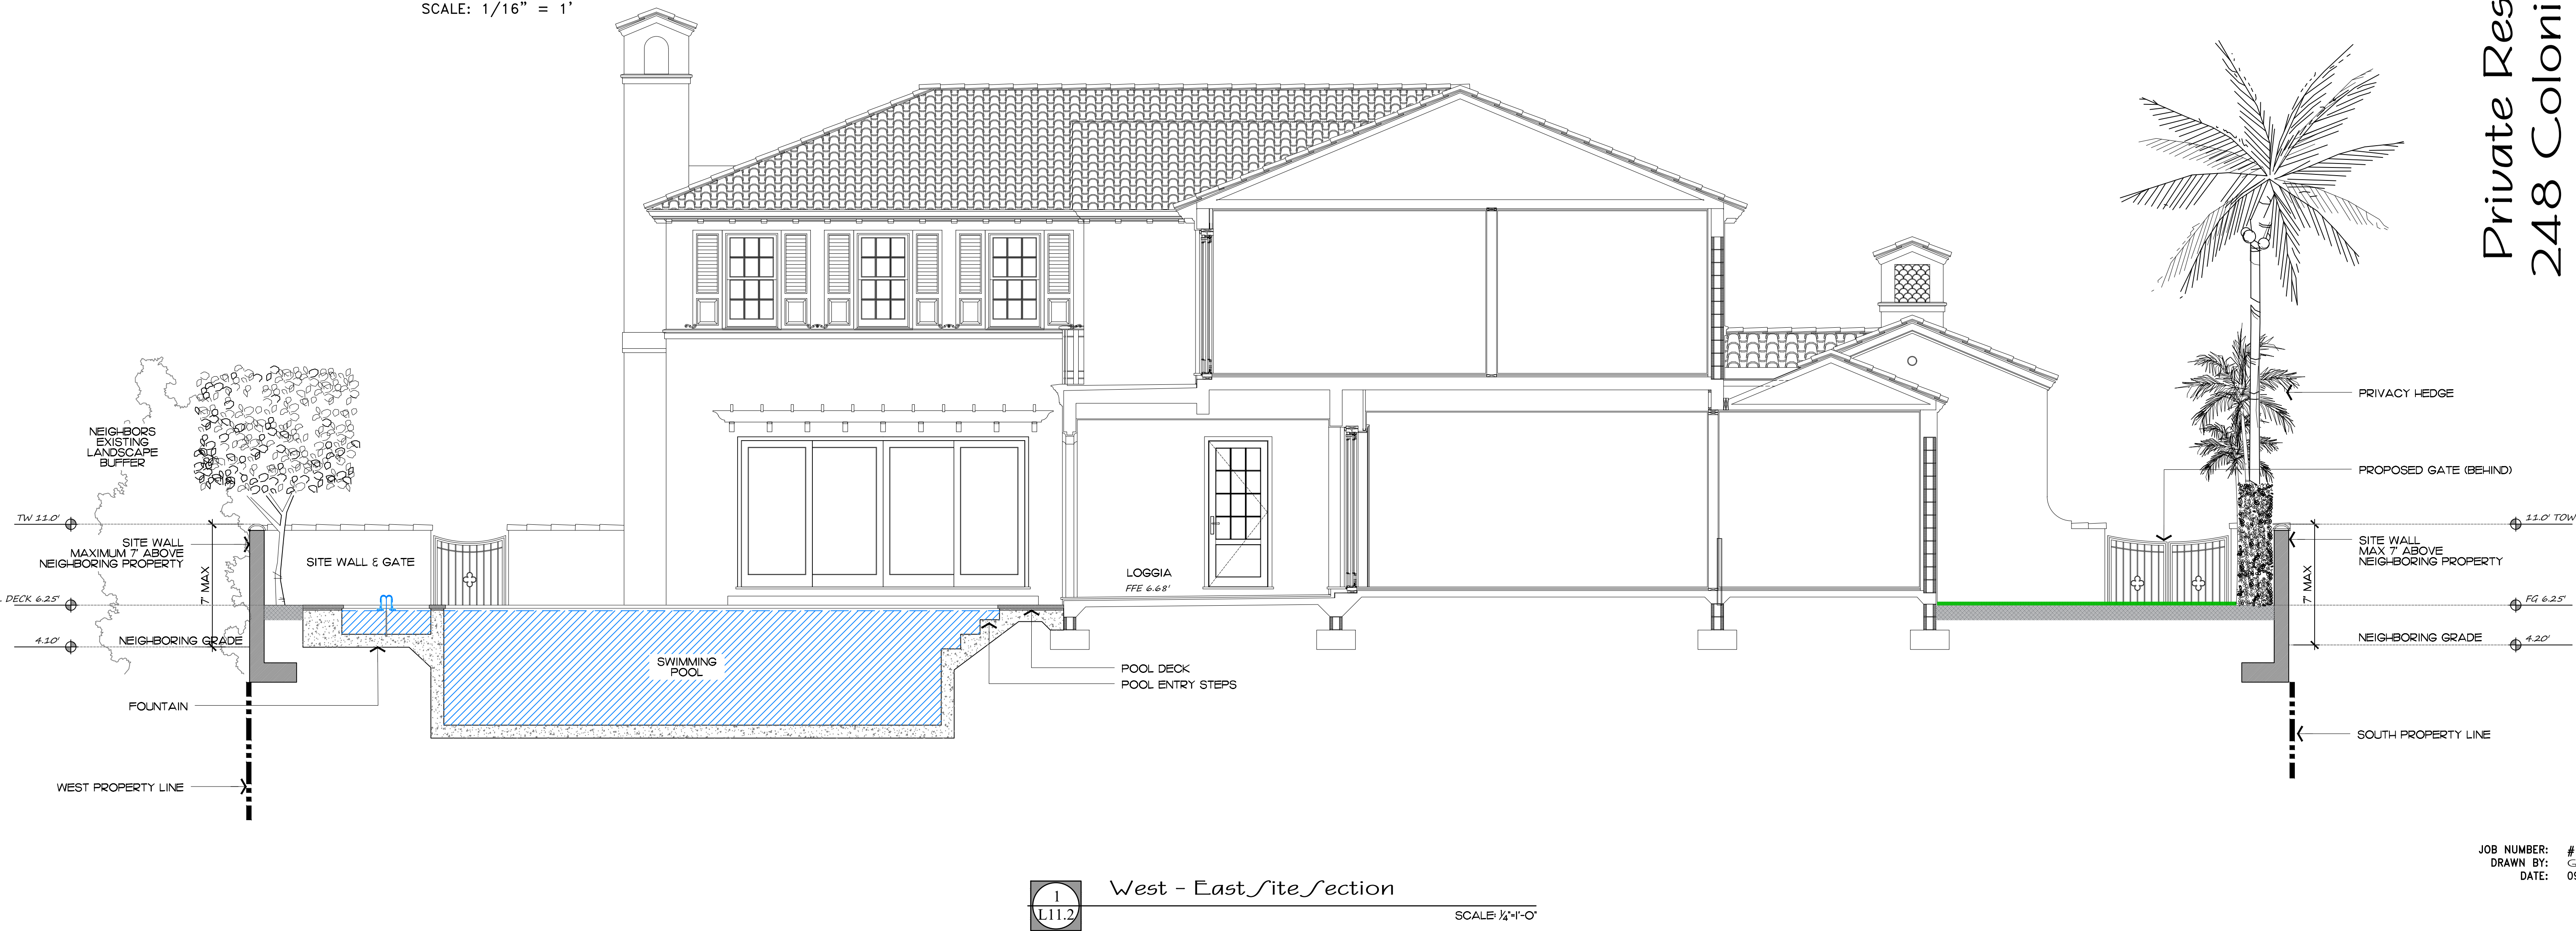 SCALE: 1/16" = 1'
Private Res
248 Coloni
NEIGHBORS
EXISTING
LANDSCAPE
BUFFER
TW 11.0'
SITE WALL
MAXIMUM 7' ABOVE
NEIGHBORING PROPERTY
7' MAX
DECK 6.25'
4.10'
NEIGHBORING GRADE
FOUNTAIN
WEST PROPERTY LINE
SITE WALL & GATE
SWIMMING
POOL
LOGGIA
FFE 6.68'
POOL DECK
POOL ENTRY STEPS
PRIVACY HEDGE
PROPOSED GATE (BEHIND)
11.0' TOW
SITE WALL
MAX 7' ABOVE
NEIGHBORING PROPERTY
7' MAX
FG 6.25'
NEIGHBORING GRADE
4.20'
SOUTH PROPERTY LINE
1
L11.2
West - East Site Section
SCALE: 1/4"=1'-0"
JOB NUMBER: #
DRAWN BY: G
DATE: 09